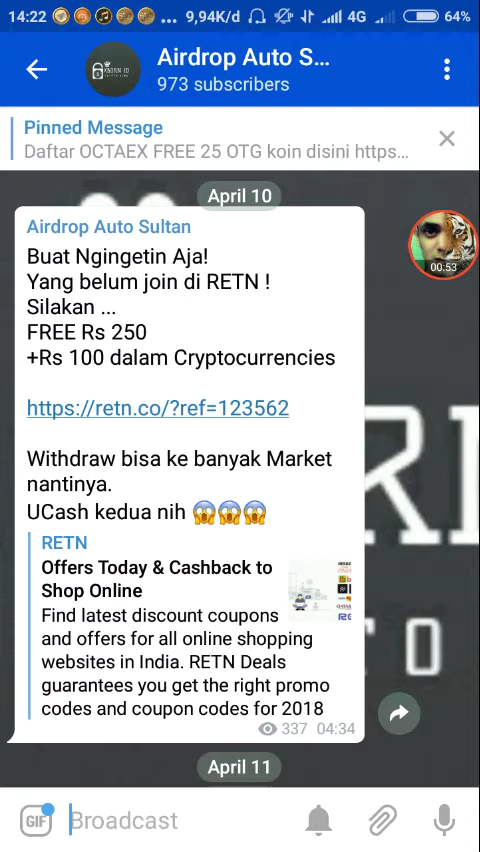 14:22 ... 9,94K/d 4G 64%
Airdrop Auto S...
973 subscribers
Pinned Message
Daftar OCTAEX FREE 25 OTG koin disini https...
April 10
Airdrop Auto Sultan
Buat Ngingetin Aja!
Yang belum join di RETN !
Silakan ...
FREE Rs 250
+Rs 100 dalam Cryptocurrencies
https://retn.co/?ref=123562
Withdraw bisa ke banyak Market
nantinya.
UCash kedua nih 😱😱😱
RETN
Offers Today & Cashback to
Shop Online
Find latest discount coupons
and offers for all online shopping
websites in India. RETN Deals
guarantees you get the right promo
codes and coupon codes for 2018
337 04:34
00:53
April 11
GIF Broadcast